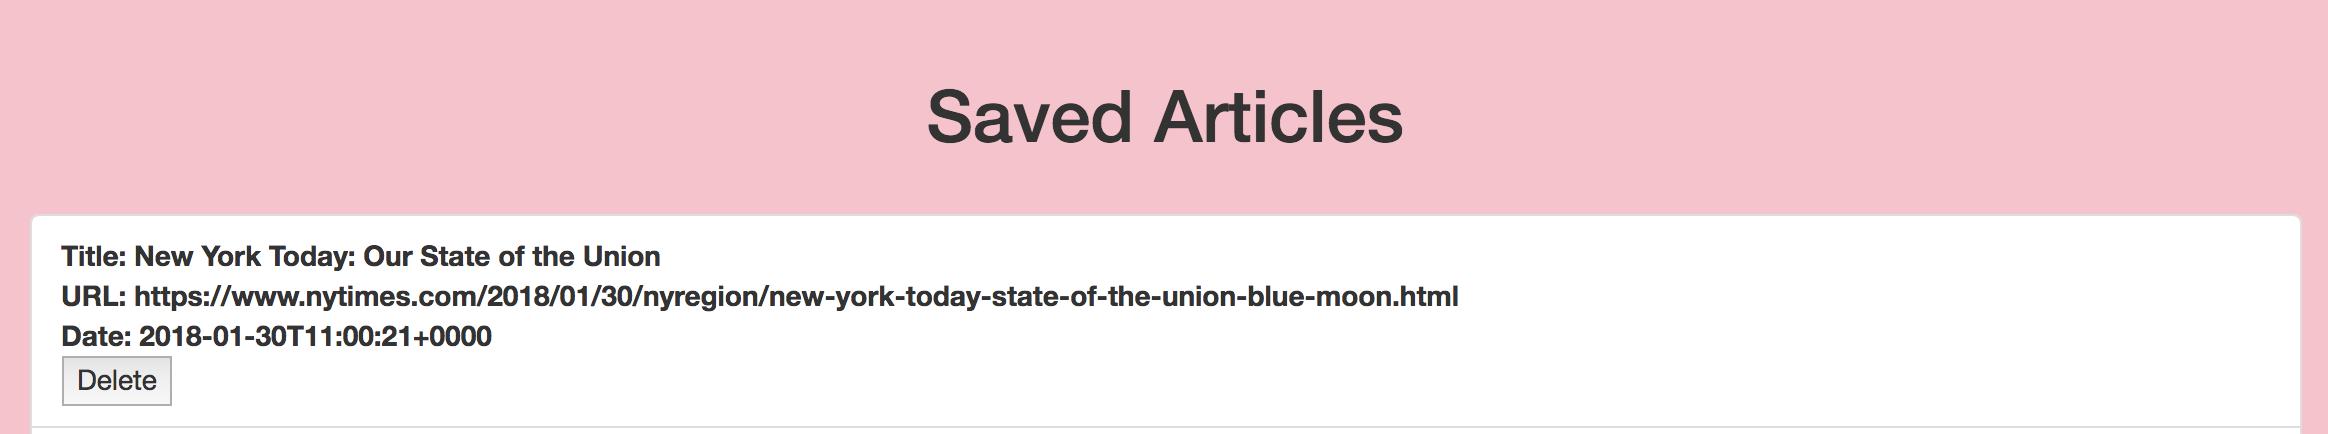 Saved Articles
Title: New York Today: Our State of the Union
URL: https://www.nytimes.com/2018/01/30/nyregion/new-york-today-state-of-the-union-blue-moon.html
Date: 2018-01-30T11:00:21+0000
Delete